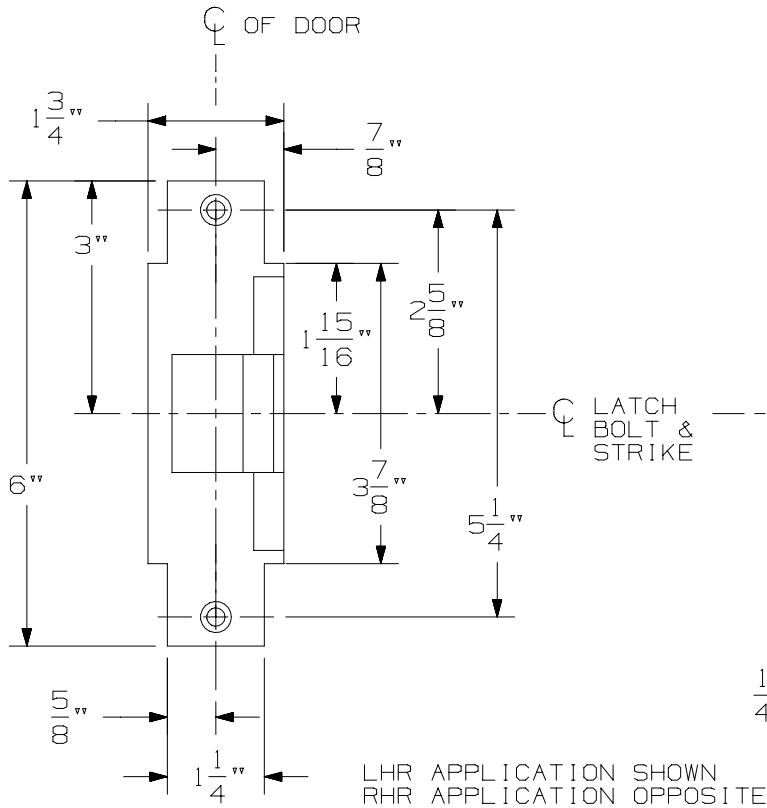 ℄ OF DOOR
1 3/4"
7/8"
3"
2 5/8"
1 15/16"
℄ LATCH
BOLT &
STRIKE
6"
3 7/8"
5 1/4"
5/8"
1/4
1 1/4"
LHR APPLICATION SHOWN
RHR APPLICATION OPPOSITE